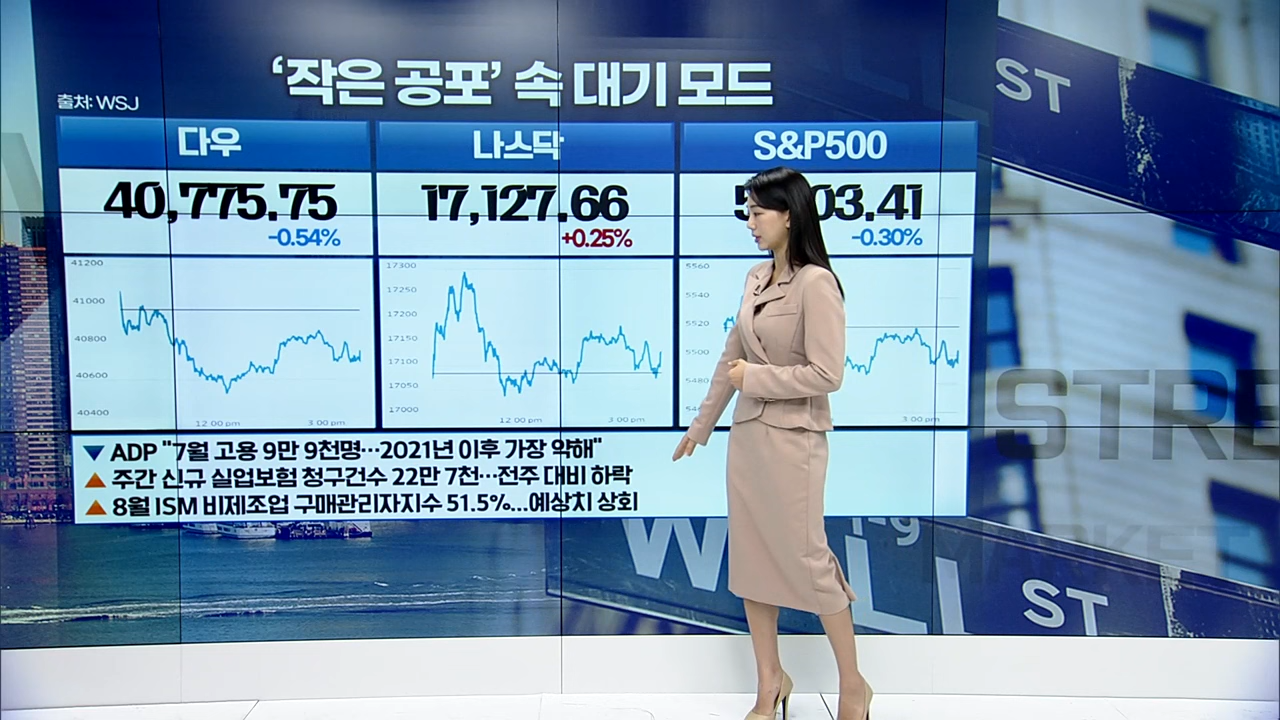 '작은 공포' 속 대기 모드
출처: WSJ
다우
40,775.75
-0.54%
41200
41000
40800
40600
40400
12:00 pm
3:00 pm
나스닥
17,127.66
+0.25%
17300
17250
17200
17150
17100
17050
17000
12:00 pm
3:00 pm
S&P500
03.41
-0.30%
5560
5540
5520
5500
3:00 pm
▼ ADP "7월 고용 9만 9천명…2021년 이후 가장 약해"
▲ 주간 신규 실업보험 청구건수 22만 7천…전주 대비 하락
▲ 8월 ISM 비제조업 구매관리자지수 51.5%...예상치 상회
ST
STRE
MARKET
1-9
WALL ST